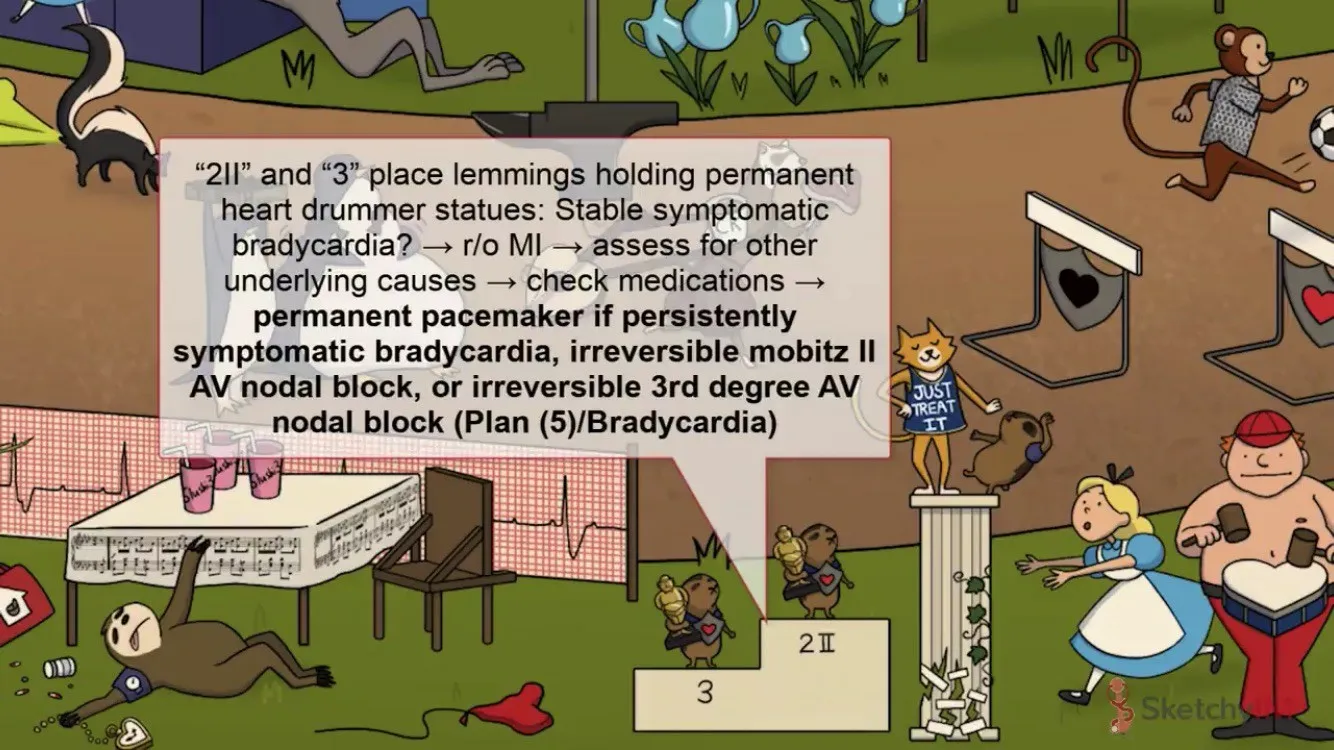 “2II” and “3” place lemmings holding permanent
heart drummer statues: Stable symptomatic
bradycardia? → r/o MI → assess for other
underlying causes → check medications →
permanent pacemaker if persistently
symptomatic bradycardia, irreversible mobitz II
AV nodal block, or irreversible 3rd degree AV
nodal block (Plan (5)/Bradycardia)
JUST
TREAT
IT
2II
3